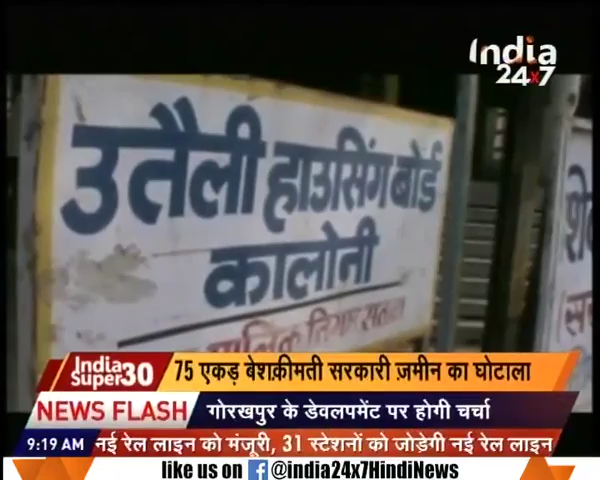 India
24x7
उतैली हाउसिंग बोर्ड
कालोनी
India
Super30
75 एकड़ बेशक़ीमती सरकारी ज़मीन का घोटाला
NEWS FLASH
गोरखपुर के डेवलपमेंट पर होगी चर्चा
9:19 AM
नई रेल लाइन को मंजूरी, 31 स्टेशनों को जोड़ेगी नई रेल लाइन
like us on f @india24x7HindiNews